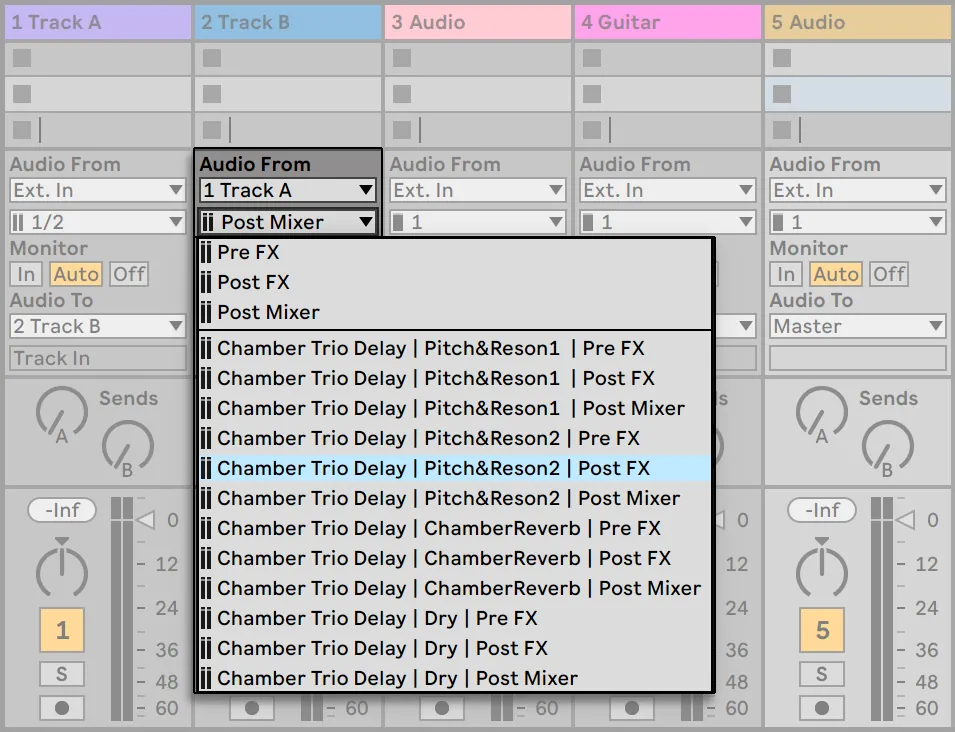 1 Track A
2 Track B
3 Audio
4 Guitar
5 Audio
Audio From
Audio From
Audio From
Audio From
Audio From
Ext. In
1 Track A
Ext. In
Ext. In
Ext. In
1/2
Post Mixer
1
1
1
Monitor
In
Auto
Off
Audio To
2 Track B
Track In
Pre FX
Post FX
Post Mixer
Chamber Trio Delay | Pitch&Reson1 | Pre FX
Chamber Trio Delay | Pitch&Reson1 | Post FX
Chamber Trio Delay | Pitch&Reson1 | Post Mixer
Chamber Trio Delay | Pitch&Reson2 | Pre FX
Chamber Trio Delay | Pitch&Reson2 | Post FX
Chamber Trio Delay | Pitch&Reson2 | Post Mixer
Chamber Trio Delay | ChamberReverb | Pre FX
Chamber Trio Delay | ChamberReverb | Post FX
Chamber Trio Delay | ChamberReverb | Post Mixer
Chamber Trio Delay | Dry | Pre FX
Chamber Trio Delay | Dry | Post FX
Chamber Trio Delay | Dry | Post Mixer
Monitor
In
Auto
Off
Audio To
Master
Sends
A
B
-Inf
0
12
24
36
48
60
1
S
60
60
0
12
24
36
48
60
Sends
A
B
-Inf
0
12
24
36
48
60
5
S